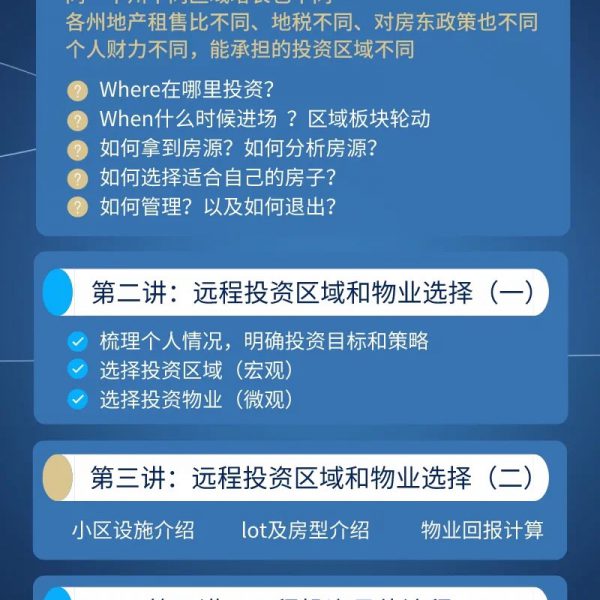 各州地产租售比不同、地税不同、对房东政策也不同
个人财力不同，能承担的投资区域不同
? Where在哪里投资？
? When什么时候进场 ？区域板块轮动
? 如何拿到房源？如何分析房源？
? 如何选择适合自己的房子？
? 如何管理？以及如何退出？
第二讲：远程投资区域和物业选择（一）
梳理个人情况，明确投资目标和策略
选择投资区域（宏观）
选择投资物业（微观）
第三讲：远程投资区域和物业选择（二）
小区设施介绍 lot及房型介绍 物业回报计算